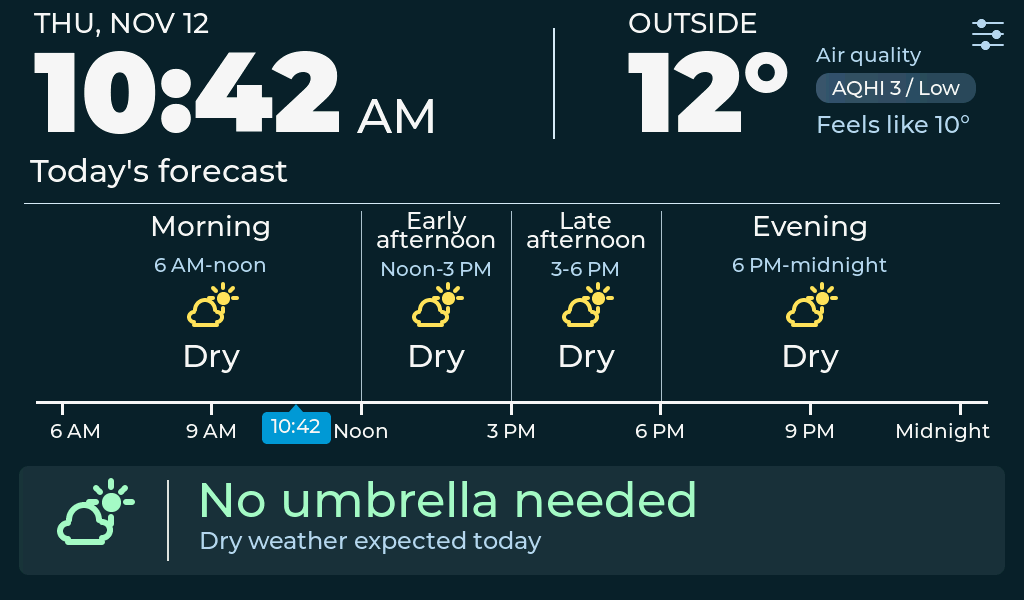 THU, NOV 12
10:42 AM
OUTSIDE
12°
Air quality
AQHI 3 / Low
Feels like 10°
Today's forecast
Morning
6 AM-noon
Dry
Early
afternoon
Noon-3 PM
Dry
Late
afternoon
3-6 PM
Dry
Evening
6 PM-midnight
Dry
6 AM
9 AM
10:42
Noon
3 PM
6 PM
9 PM
Midnight
No umbrella needed
Dry weather expected today